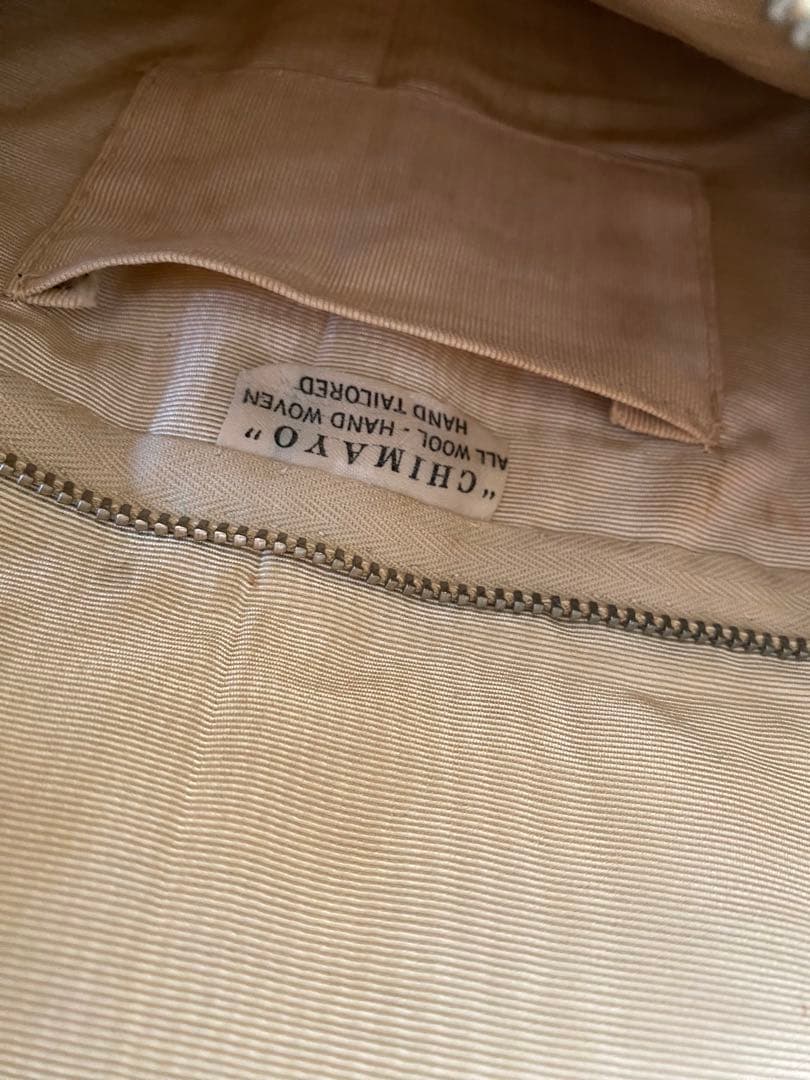 "CHIMAYO"
ALL WOOL - HAND WOVEN
HAND TAILORED